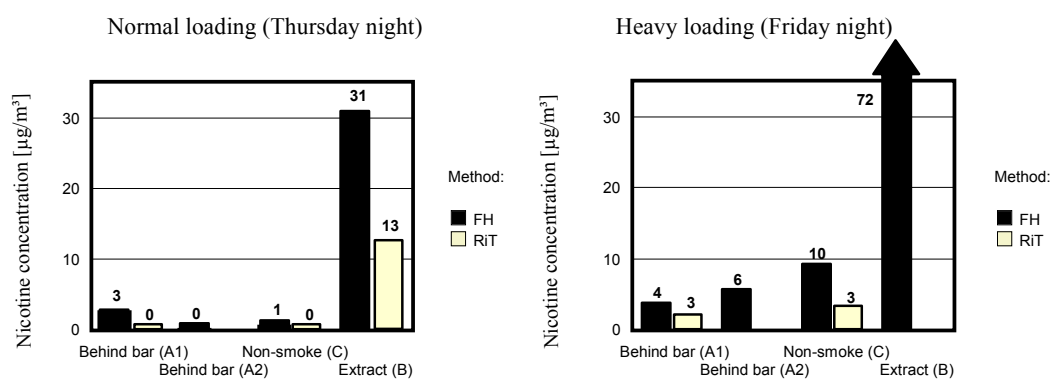 Normal loading (Thursday night)
Nicotine concentration [µg/m³]
30
20
10
0
3
0
0
1
0
31
13
Behind bar (A1)
Behind bar (A2)
Non-smoke (C)
Extract (B)
Method:
FH
RiT
Heavy loading (Friday night)
Nicotine concentration [µg/m³]
30
20
10
0
4
3
6
10
3
72
Behind bar (A1)
Behind bar (A2)
Non-smoke (C)
Extract (B)
Method:
FH
RiT